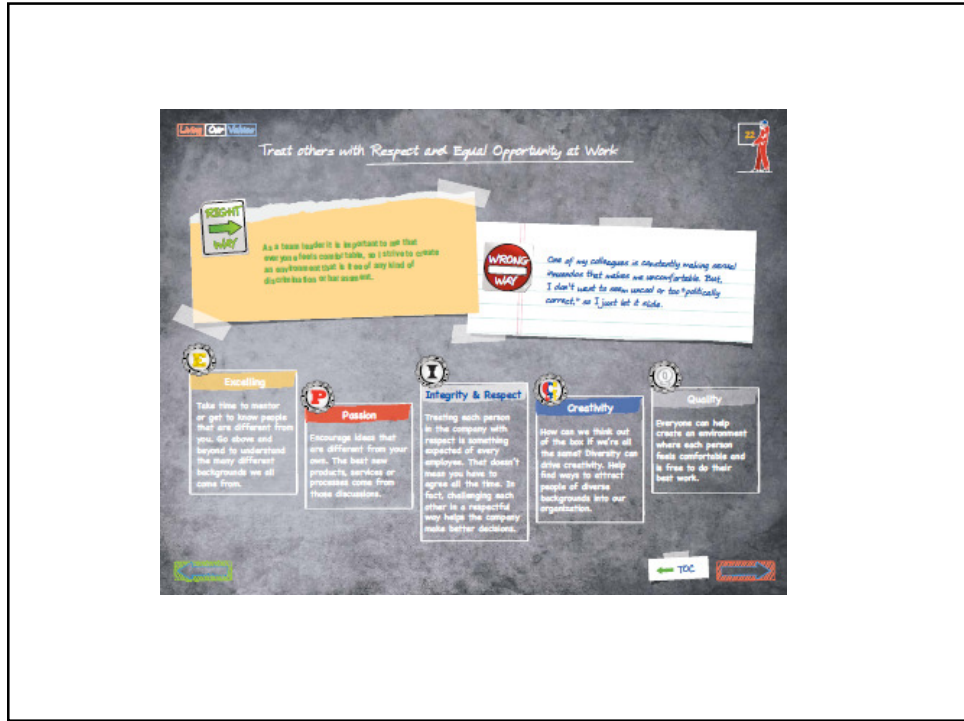 Living Our Values
22
Treat others with Respect and Equal Opportunity at Work
RIGHT
WAY
As a team leader it is important to me that
everyone feels comfortable, so I strive to create
an environment that is free of any kind of
discrimination or harassment.
WRONG
WAY
One of my colleagues is constantly making sexual
innuendos that makes me uncomfortable. But,
I don't want to seem uncool or too "politically
correct," so I just let it slide.
E
Excelling
Take time to mentor
or get to know people
that are different from
you. Go above and
beyond to understand
the many different
backgrounds we all
come from.
P
Passion
Encourage ideas that
are different from your
own. The best new
products, services or
processes come from
those discussions.
I
Integrity & Respect
Treating each person
in the company with
respect is something
expected of every
employee. That doesn't
mean you have to
agree all the time. In
fact, challenging each
other in a respectful
way helps the company
make better decisions.
C
Creativity
How can we think out
of the box if we're all
the same? Diversity can
drive creativity. Help
find ways to attract
people of diverse
backgrounds into our
organization.
Q
Quality
Everyone can help
create an environment
where each person
feels comfortable and
is free to do their
best work.
TOC